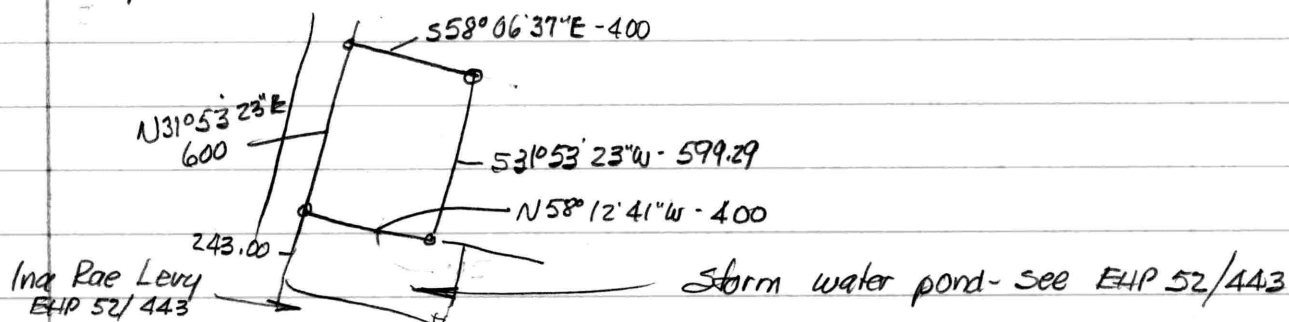 S58° 06' 37"E - 400
N31° 53' 23"E
600
S31° 53' 23"W - 599.29
N 58° 12' 41" W - 400
243.00
Ina Rae Levy
EHP 52/443
Storm water pond - See EHP 52/443